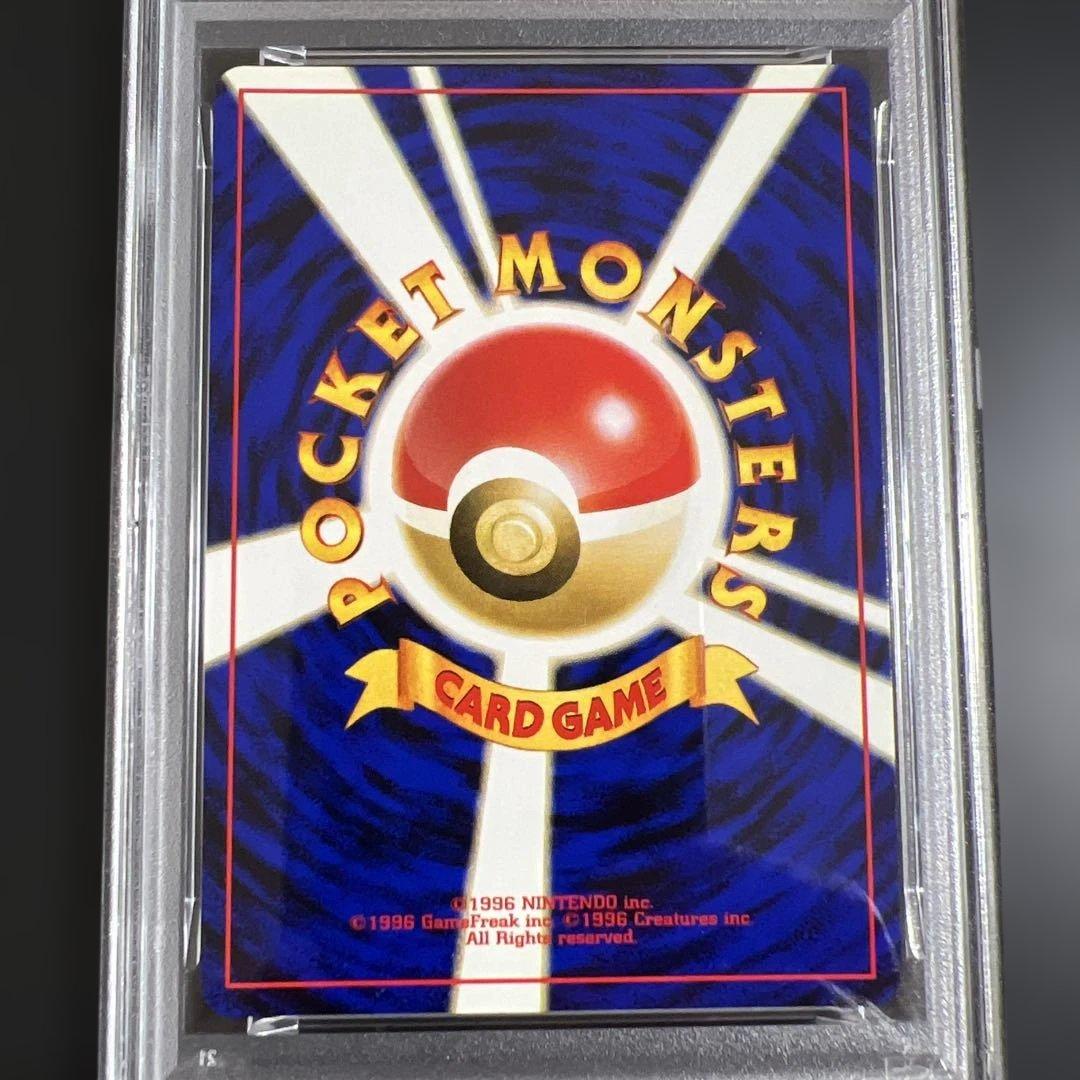 POCKET MONSTERS
CARD GAME
©1996 NINTENDO inc.
©1996 GameFreak inc. ©1996 Creatures inc
All Rights reserved.